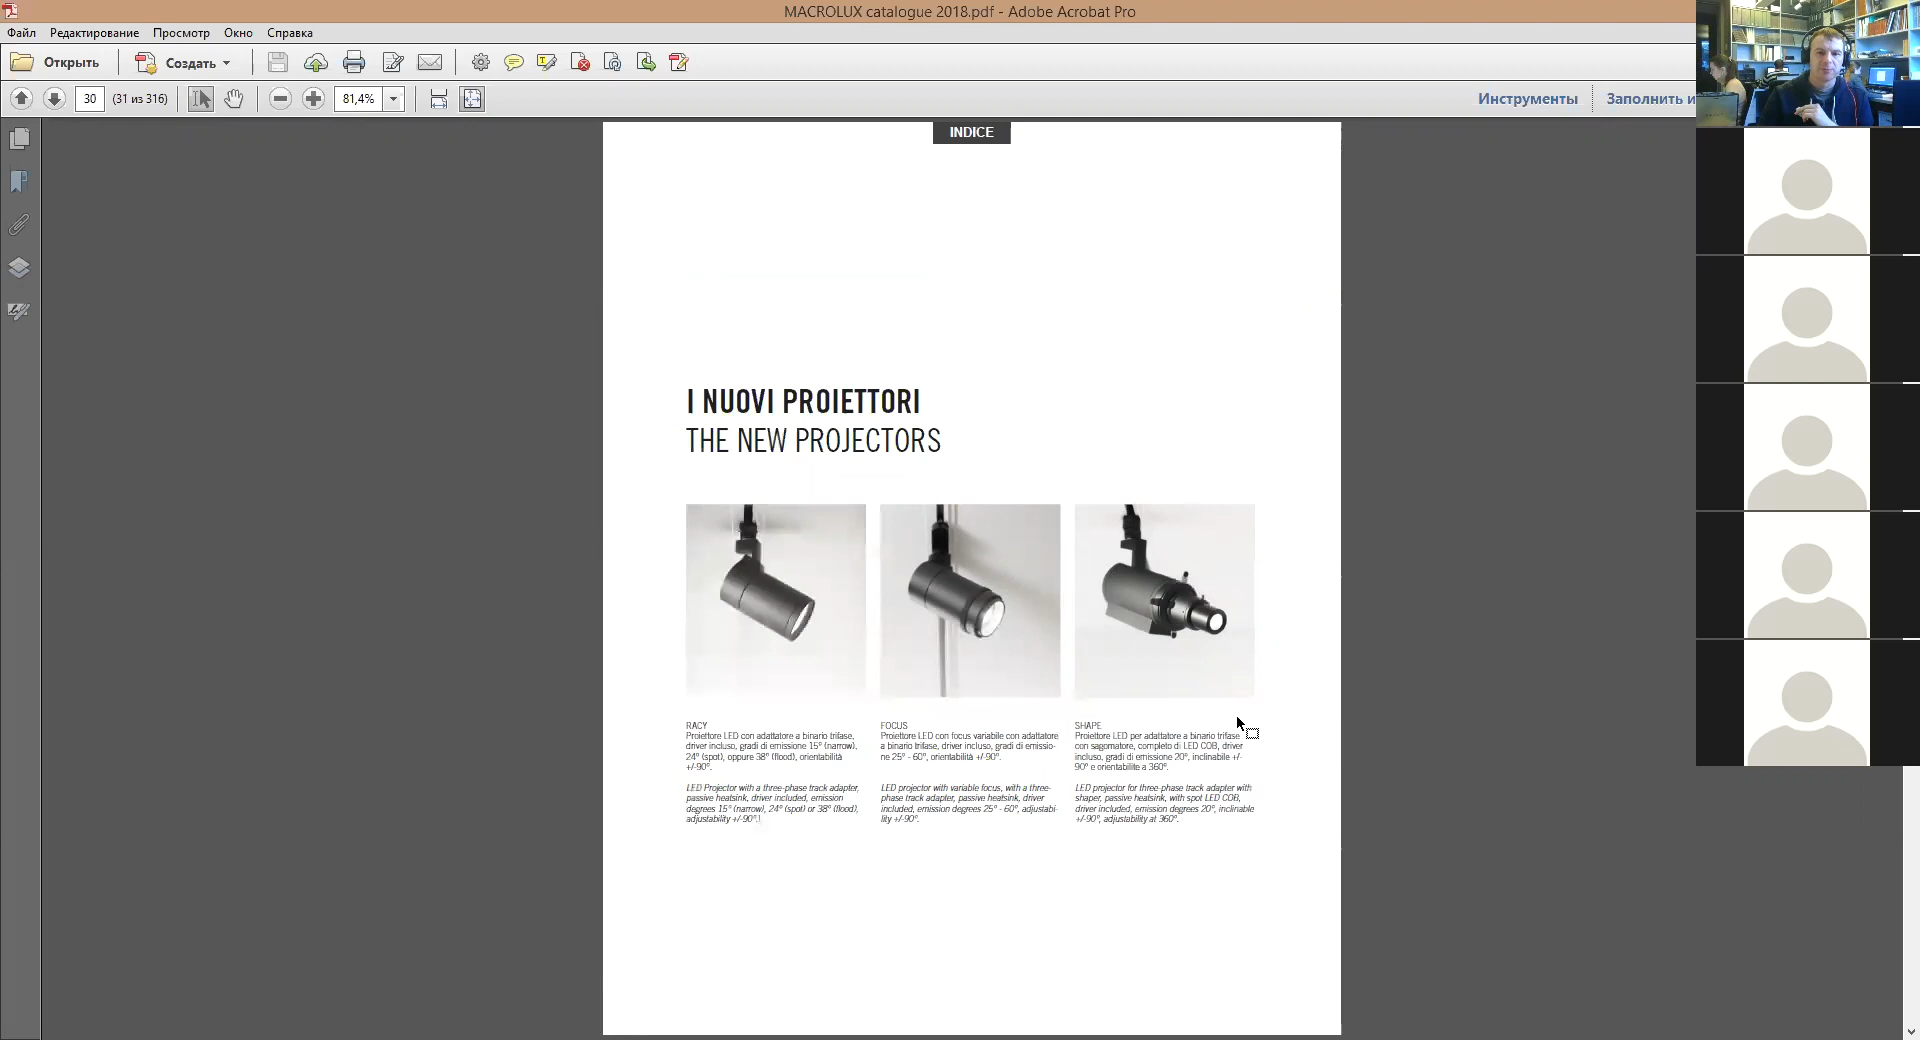 MACROLUX catalogue 2018.pdf - Adobe Acrobat Pro
Файл Редактирование Просмотр Окно Справка
Открыть Создать
30 (31 из 316) 81,4% Инструменты Заполнить и
INDICE
I NUOVI PROIETTORI
THE NEW PROJECTORS
RACY
Proiettore LED con adattatore a binario trifase,
driver incluso, gradi di emissione 15° (narrow),
24° (spot), oppure 38° (flood), orientabilità
+/-90°.
LED Projector with a three-phase track adapter,
passive heatsink, driver included, emission
degrees 15° (narrow), 24° (spot) or 38° (flood),
adjustability +/-90°.)
FOCUS
Proiettore LED con focus variabile con adattatore
a binario trifase, driver incluso, gradi di emissio-
ne 25° - 60°, orientabilità +/-90°.
LED projector with variable focus, with a three-
phase track adapter, passive heatsink, driver
included, emission degrees 25° - 60°, adjustabi-
lity +/-90°.
SHAPE
Proiettore LED per adattatore a binario trifase
con sagomatore, completo di LED COB, driver
incluso, gradi di emissione 20°, inclinabile +/-
90° e orientabilite a 360°.
LED projector for three-phase track adapter with
shaper, passive heatsink, with spot LED COB,
driver included, emission degrees 20°, inclinable
+/-90°, adjustability at 360°.